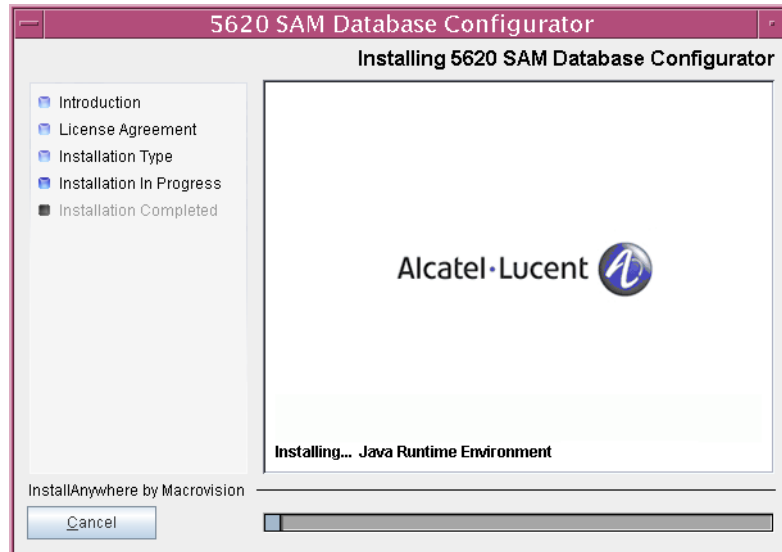 5620 SAM Database Configurator
Installing 5620 SAM Database Configurator
Introduction
License Agreement
Installation Type
Installation In Progress
Installation Completed
Alcatel·Lucent
Installing... Java Runtime Environment
InstallAnywhere by Macrovision
Cancel